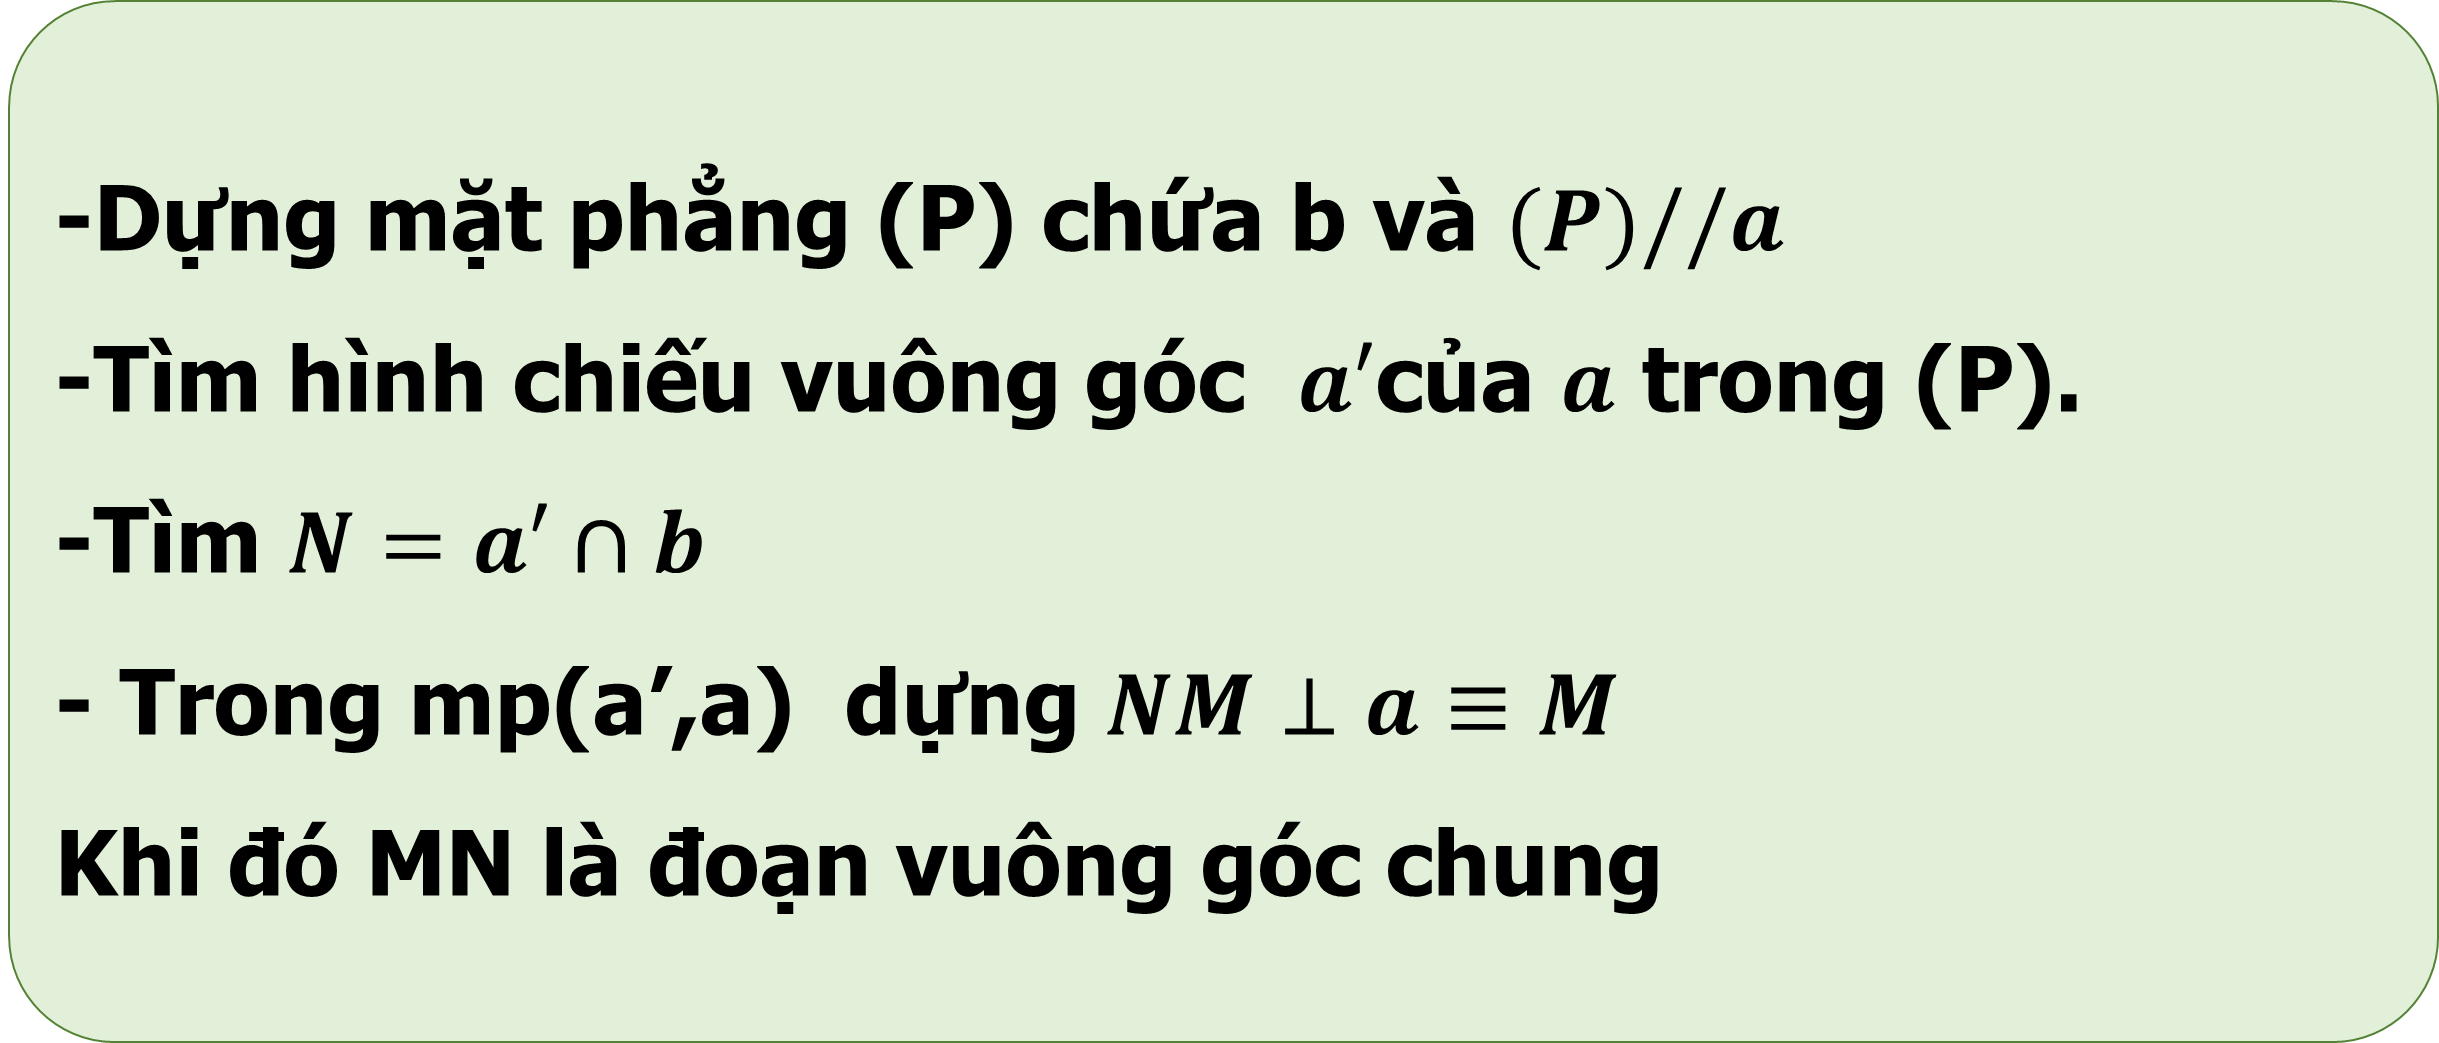 -Dựng mặt phẳng (P) chứa b và (P)//a
-Tìm hình chiếu vuông góc a′của a trong (P).
-Tìm N = a′ ∩ b
- Trong mp(a’,a) dựng NM ⊥ a ≡ M
Khi đó MN là đoạn vuông góc chung